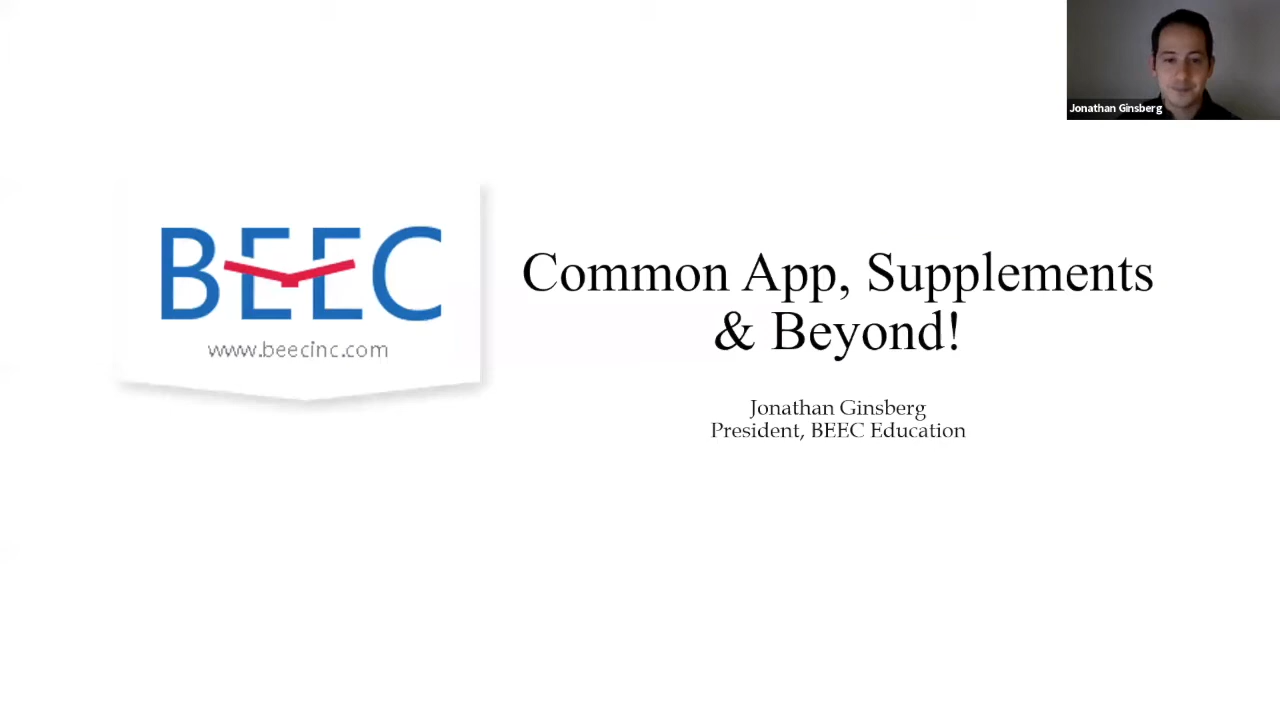 Jonathan Ginsberg
BEEC
www.beecinc.com
Common App, Supplements
& Beyond!
Jonathan Ginsberg
President, BEEC Education